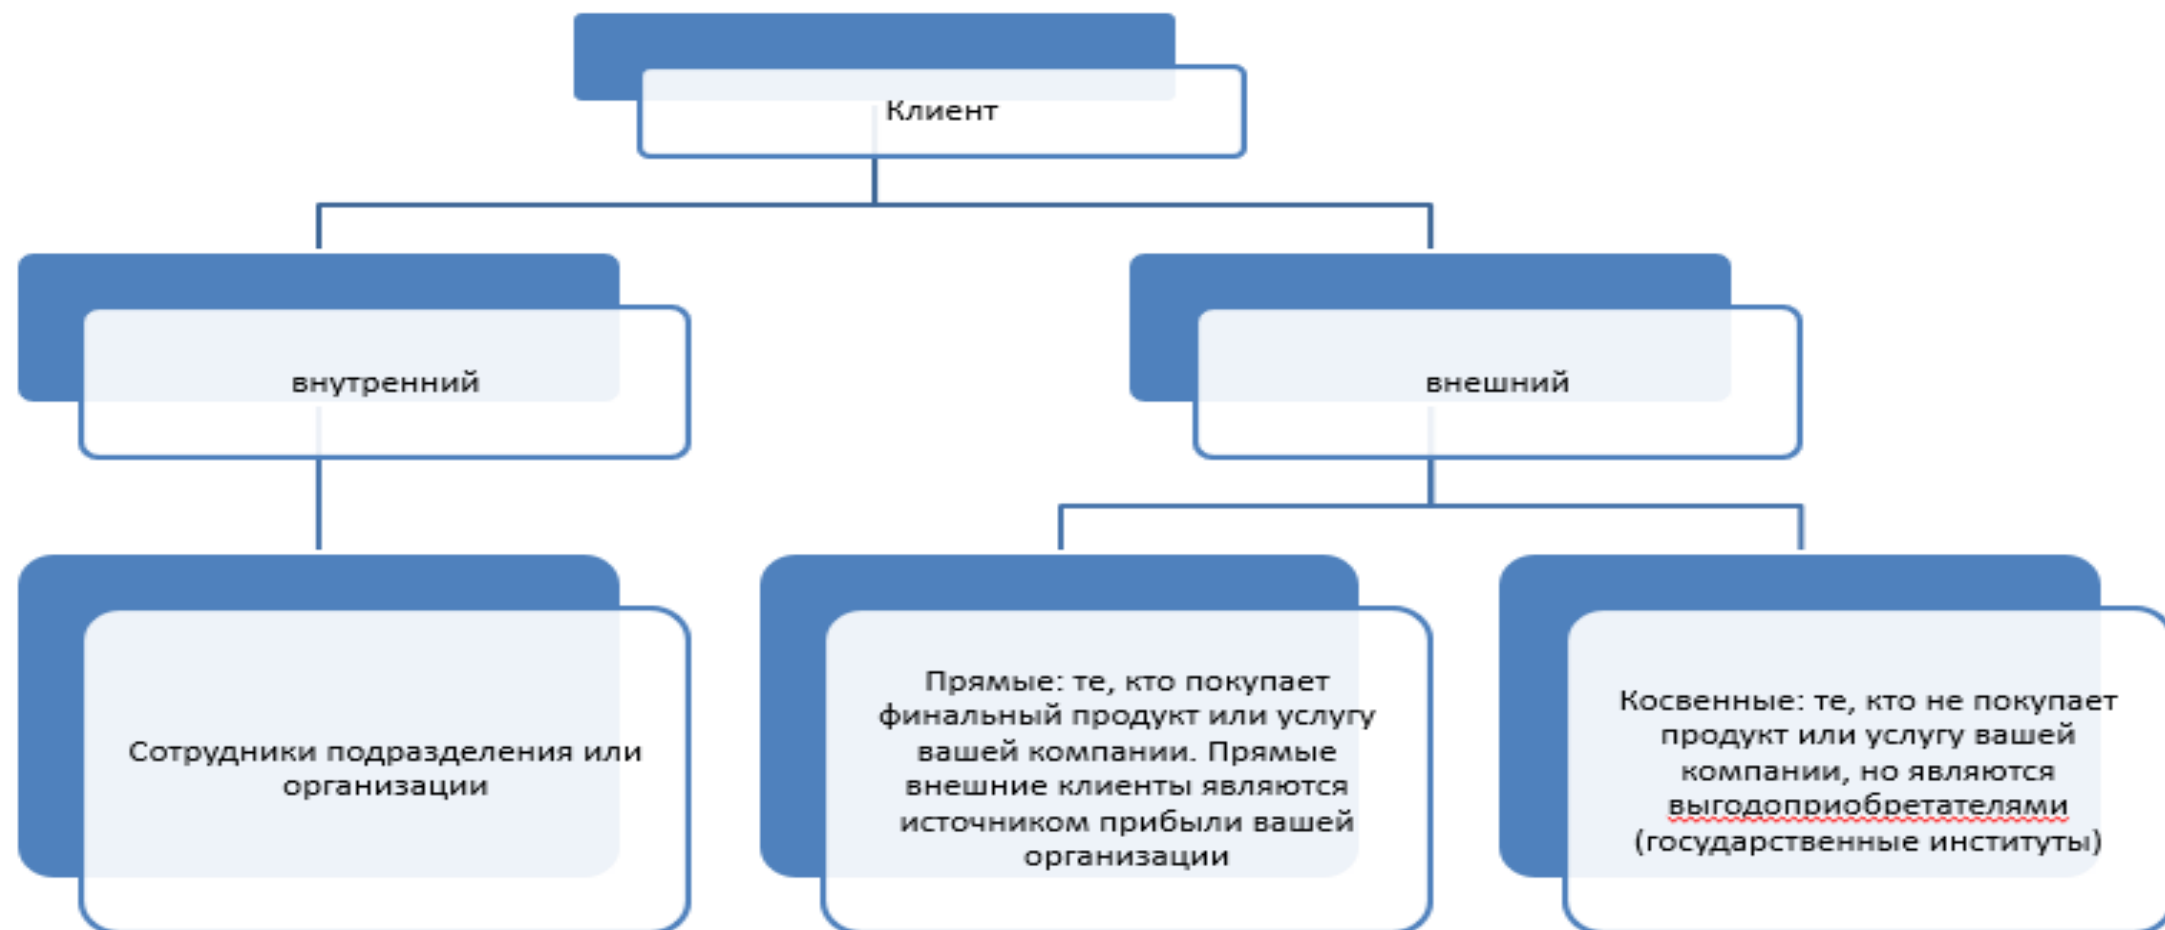 Клиент
внутренний
внешний
Сотрудники подразделения или
организации
Прямые: те, кто покупает
финальный продукт или услугу
вашей компании. Прямые
внешние клиенты являются
источником прибыли вашей
организации
Косвенные: те, кто не покупает
продукт или услугу вашей
компании, но являются
выгодоприобретателями
(государственные институты)